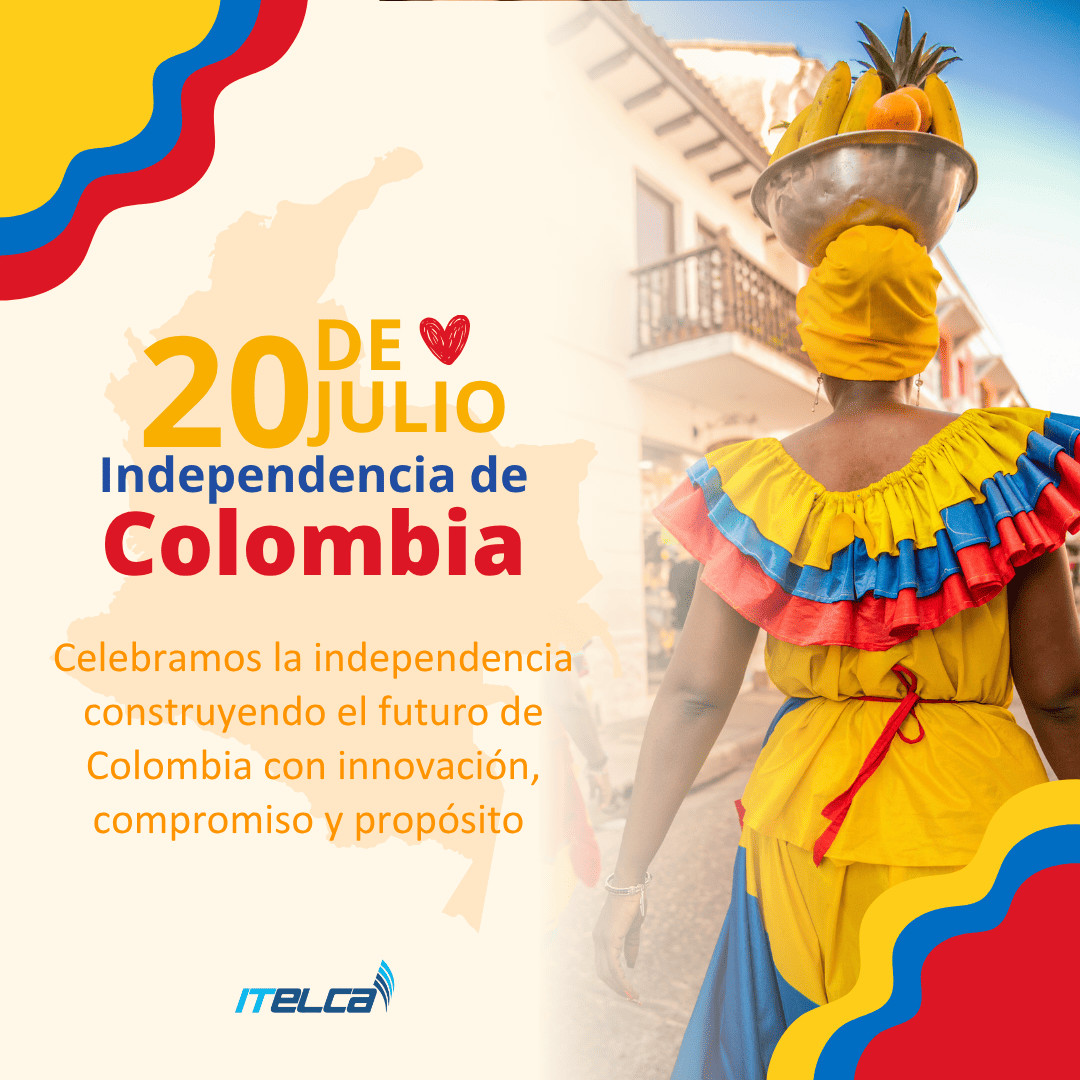 20 DE
JULIO
Independencia de
Colombia
Celebramos la independencia
construyendo el futuro de
Colombia con innovación,
compromiso y propósito
ITELCA